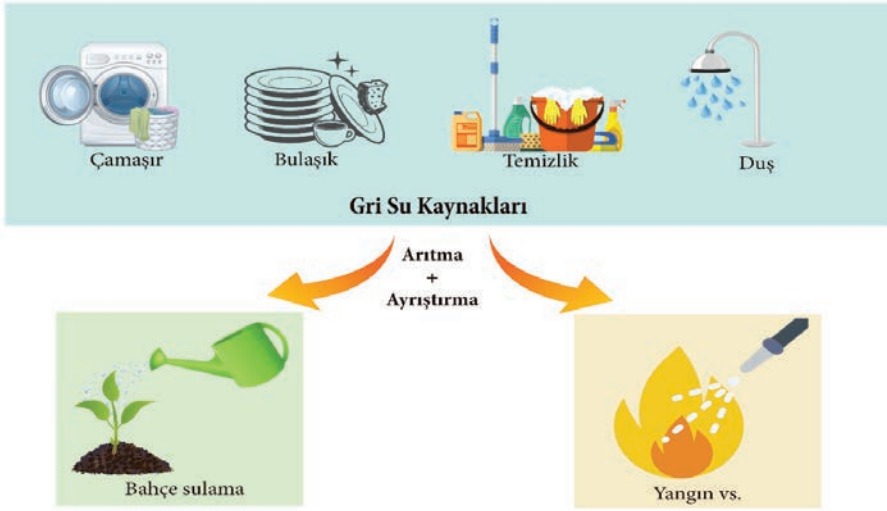 Çamaşır
Bulaşık
Temizlik
Duş
Gri Su Kaynakları
Arıtma
+
Ayrıştırma
Bahçe sulama
Yangın vs.